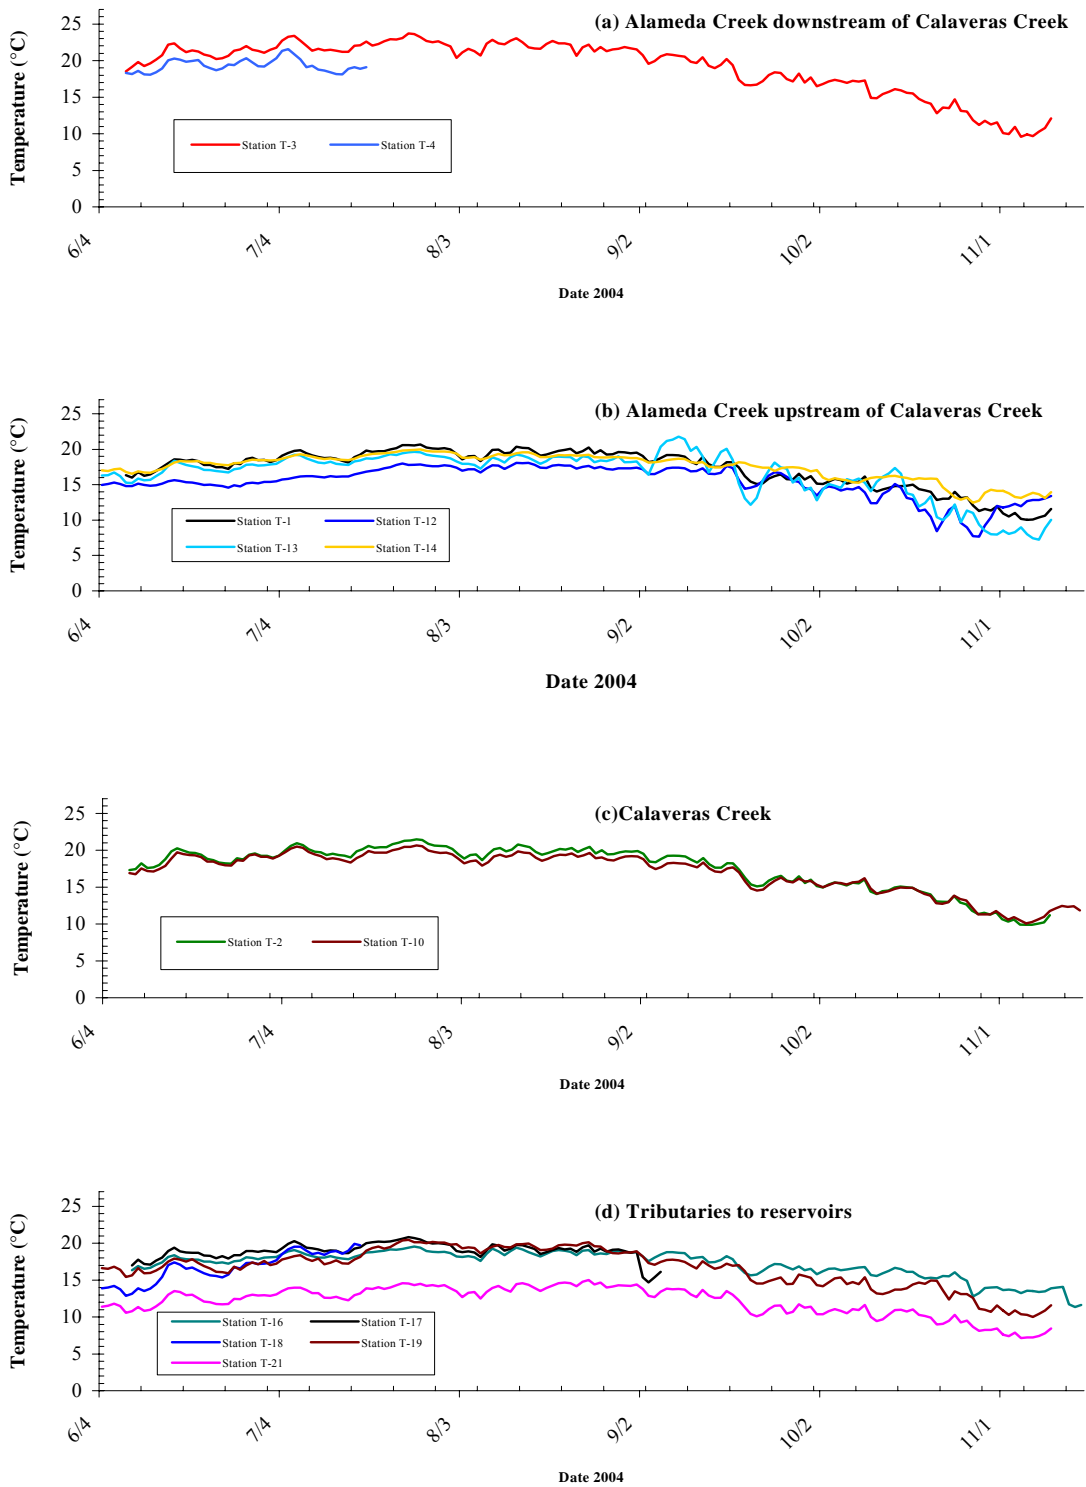 (a) Alameda Creek downstream of Calaveras Creek
Temperature (°C)
25
20
15
10
5
0
Station T-3
Station T-4
6/4
7/4
8/3
9/2
10/2
11/1
Date 2004
(b) Alameda Creek upstream of Calaveras Creek
Temperature (°C)
25
20
15
10
5
0
Station T-1
Station T-12
Station T-13
Station T-14
6/4
7/4
8/3
9/2
10/2
11/1
Date 2004
(c)Calaveras Creek
Temperature (°C)
25
20
15
10
5
0
Station T-2
Station T-10
6/4
7/4
8/3
9/2
10/2
11/1
Date 2004
(d) Tributaries to reservoirs
Temperature (°C)
25
20
15
10
5
0
Station T-16
Station T-17
Station T-18
Station T-19
Station T-21
6/4
7/4
8/3
9/2
10/2
11/1
Date 2004